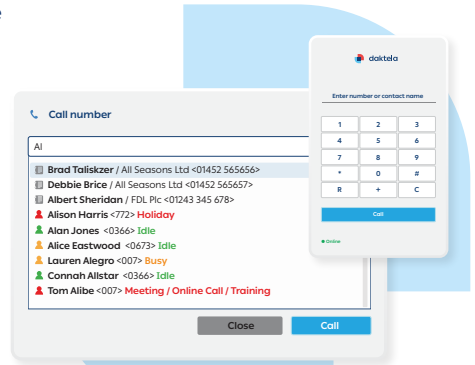 e
daktela
Enter number or contact name
1 2 3
4 5 6
7 8 9
* 0 #
R + C
Call
Online
Call number
Al
Brad Taliskzer / All Seasons Ltd <01452 565656>
Debbie Brice / All Seasons Ltd <01452 565657>
Albert Sheridan / FDL Plc <01243 345 678>
Alison Harris <772> Holiday
Alan Jones <0366> Idle
Alice Eastwood <0673> Idle
Lauren Alegro <007> Busy
Connah Allstar <0366> Idle
Tom Alibe <007> Meeting / Online Call / Training
Close Call